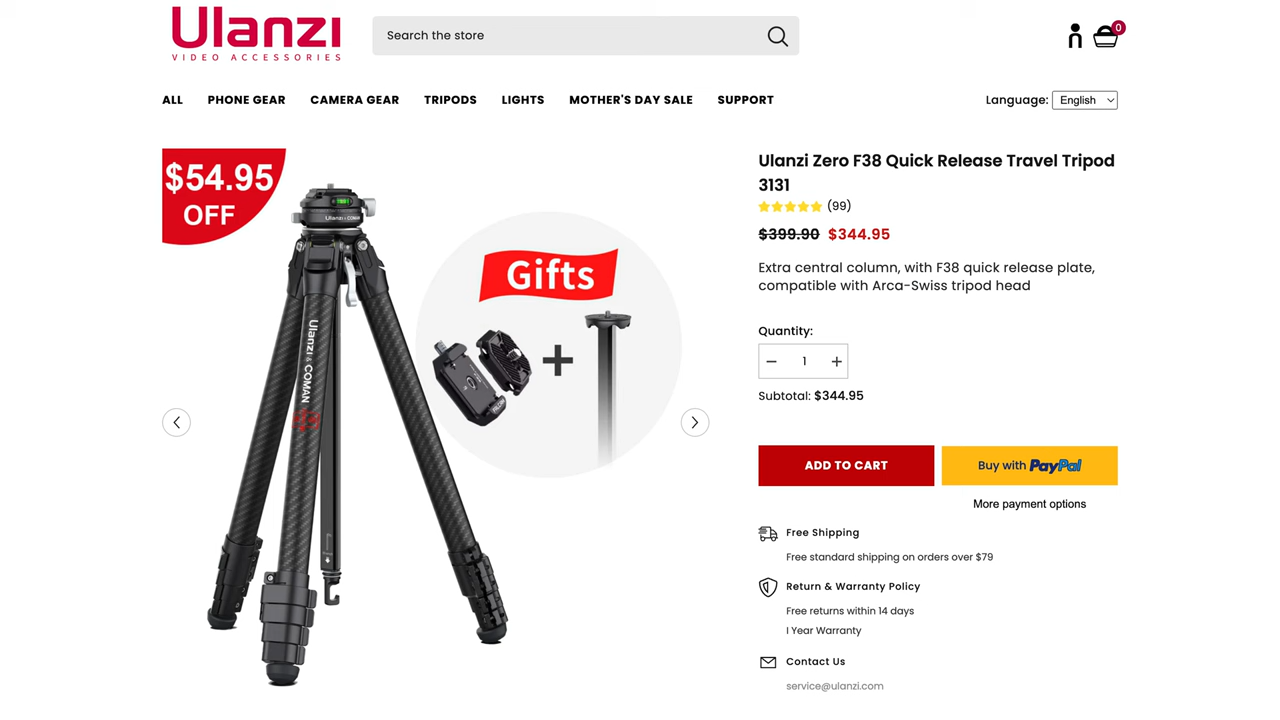 Ulanzi
VIDEO ACCESSORIES
Search the store
0
ALL PHONE GEAR CAMERA GEAR TRIPODS LIGHTS MOTHER'S DAY SALE SUPPORT
Language: English
$54.95
OFF
Ulanzi & COMAN
Ulanzi & COMAN
Gifts
+
Ulanzi Zero F38 Quick Release Travel Tripod
3131
(99)
$399.90 $344.95
Extra central column, with F38 quick release plate,
compatible with Arca-Swiss tripod head
Quantity:
− 1 +
Subtotal: $344.95
ADD TO CART
Buy with PayPal
More payment options
Free Shipping
Free standard shipping on orders over $79
Return & Warranty Policy
Free returns within 14 days
I Year Warranty
Contact Us
service@ulanzi.com